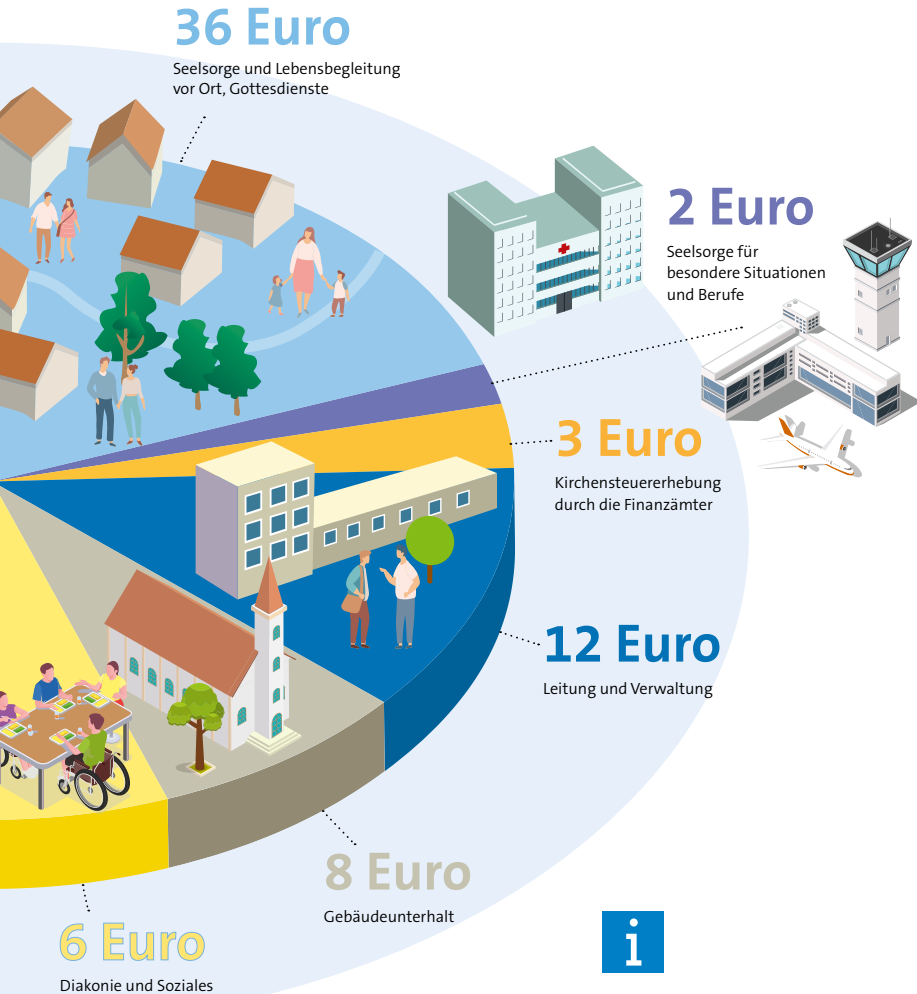 36 Euro
Seelsorge und Lebensbegleitung
vor Ort, Gottesdienste
2 Euro
Seelsorge für
besondere Situationen
und Berufe
3 Euro
Kirchensteuererhebung
durch die Finanzämter
12 Euro
Leitung und Verwaltung
8 Euro
Gebäudeunterhalt
6 Euro
Diakonie und Soziales
i